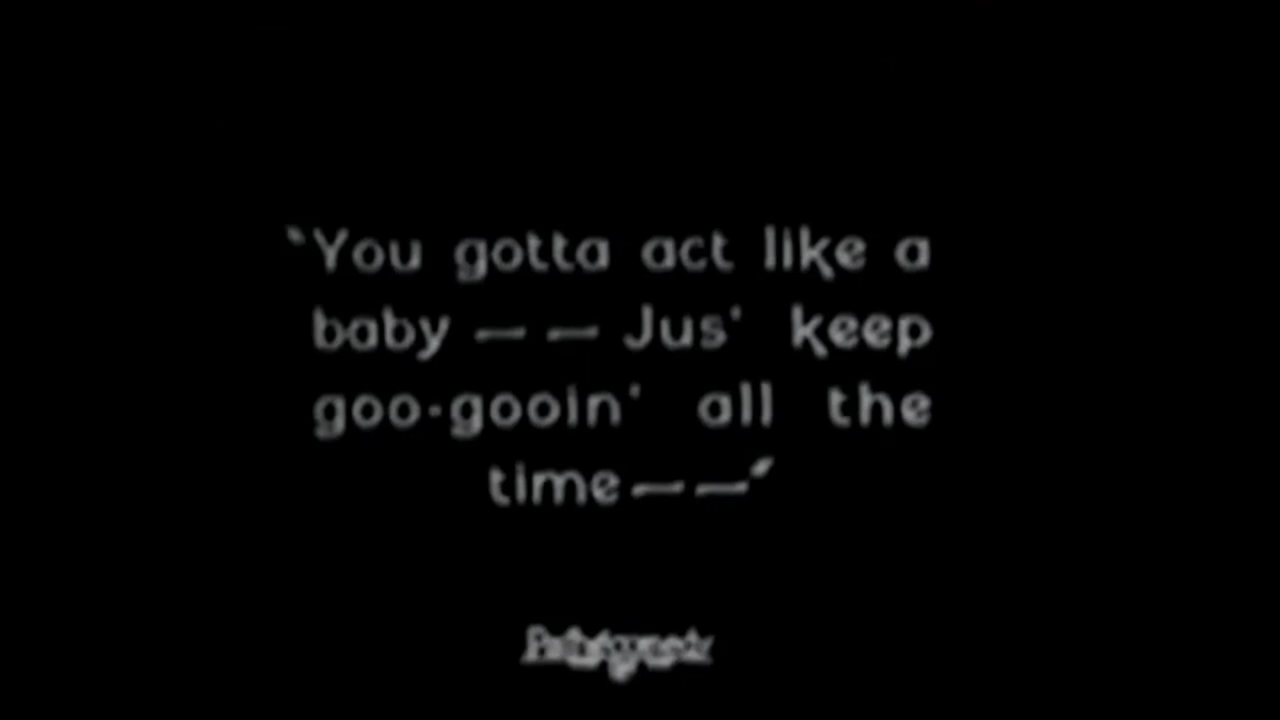 “You gotta act like a
baby — — Jus' keep
goo-gooin' all the
time — —”